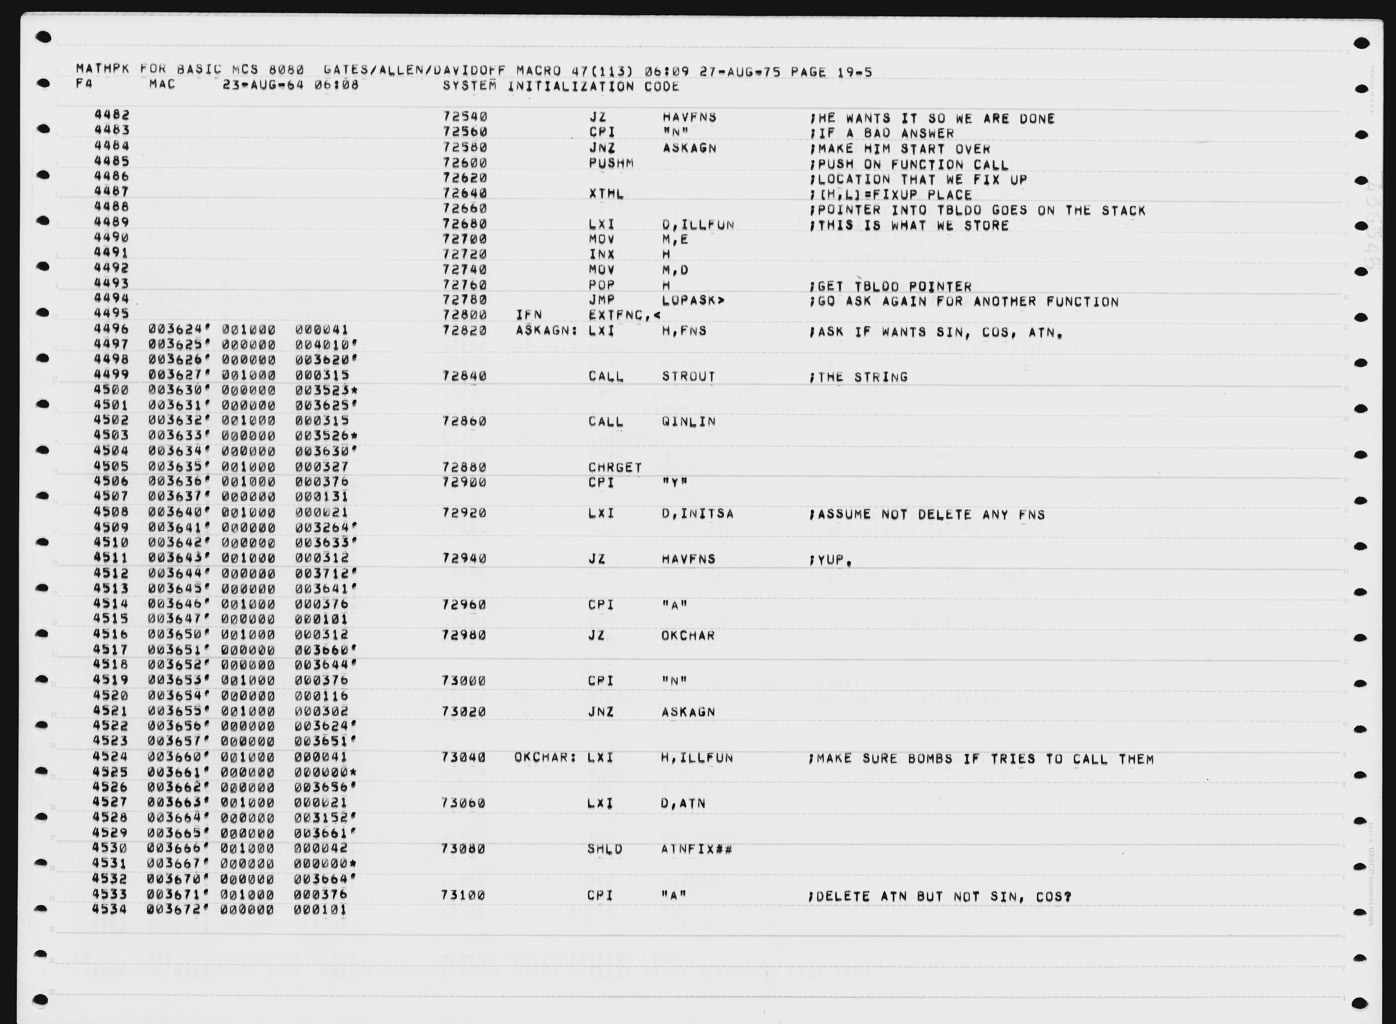 MATHPK FOR BASIC MCS 8080  GATES/ALLEN/DAVIDOFF MACRO 47(113) 06:09 27-AUG-75 PAGE 19-5
F4      MAC     23-AUG-64 06:08         SYSTEM INITIALIZATION CODE
4482 72540 JZ HAVFNS ;HE WANTS IT SO WE ARE DONE
4483 72560 CPI "N" ;IF A BAD ANSWER
4484 72580 JNZ ASKAGN ;MAKE HIM START OVER
4485 72600 PUSHM ;PUSH ON FUNCTION CALL
4486 72620 ;LOCATION THAT WE FIX UP
4487 72640 XTHL ;[H,L]=FIXUP PLACE
4488 72660 ;POINTER INTO TBLDO GOES ON THE STACK
4489 72680 LXI D,ILLFUN ;THIS IS WHAT WE STORE
4490 72700 MOV M,E
4491 72720 INX H
4492 72740 MOV M,D
4493 72760 POP H ;GET TBLDO POINTER
4494 72780 JMP LOPASK> ;GO ASK AGAIN FOR ANOTHER FUNCTION
4495 72800 IFN EXTFNC,<
4496 003624' 001000 000041 72820 ASKAGN: LXI H,FNS ;ASK IF WANTS SIN, COS, ATN.
4497 003625' 000000 004010'
4498 003626' 000000 003620'
4499 003627' 001000 000315 72840 CALL STROUT ;THE STRING
4500 003630' 000000 003523*
4501 003631' 000000 003625'
4502 003632' 001000 000315 72860 CALL QINLIN
4503 003633' 000000 003526*
4504 003634' 000000 003630'
4505 003635' 001000 000327 72880 CHRGET
4506 003636' 001000 000376 72900 CPI "Y"
4507 003637' 000000 000131
4508 003640' 001000 000021 72920 LXI D,INITSA ;ASSUME NOT DELETE ANY FNS
4509 003641' 000000 003264'
4510 003642' 000000 003633'
4511 003643' 001000 000312 72940 JZ HAVFNS ;YUP.
4512 003644' 000000 003712'
4513 003645' 000000 003641'
4514 003646' 001000 000376 72960 CPI "A"
4515 003647' 000000 000101
4516 003650' 001000 000312 72980 JZ OKCHAR
4517 003651' 000000 003660'
4518 003652' 000000 003644'
4519 003653' 001000 000376 73000 CPI "N"
4520 003654' 000000 000116
4521 003655' 001000 000302 73020 JNZ ASKAGN
4522 003656' 000000 003624'
4523 003657' 000000 003651'
4524 003660' 001000 000041 73040 OKCHAR: LXI H,ILLFUN ;MAKE SURE BOMBS IF TRIES TO CALL THEM
4525 003661' 000000 000000*
4526 003662' 000000 003656'
4527 003663' 001000 000021 73060 LXI D,ATN
4528 003664' 000000 003152'
4529 003665' 000000 003661'
4530 003666' 001000 000042 73080 SHLD ATNFIX##
4531 003667' 000000 000000*
4532 003670' 000000 003664'
4533 003671' 001000 000376 73100 CPI "A" ;DELETE ATN BUT NOT SIN, COS?
4534 003672' 000000 000101